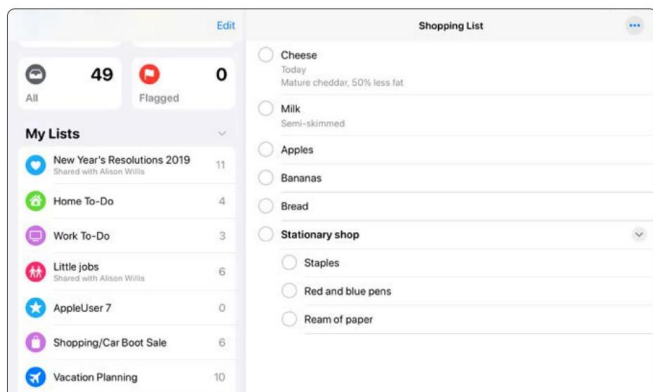 Edit
49
All
0
Flagged
My Lists
New Year's Resolutions 2019
Shared with Alison Willis
11
Home To-Do
4
Work To-Do
3
Little jobs
Shared with Alison Willis
6
AppleUser 7
0
Shopping/Car Boot Sale
6
Vacation Planning
10
Shopping List
Cheese
Today
Mature cheddar, 50% less fat
Milk
Semi-skimmed
Apples
Bananas
Bread
Stationary shop
Staples
Red and blue pens
Ream of paper